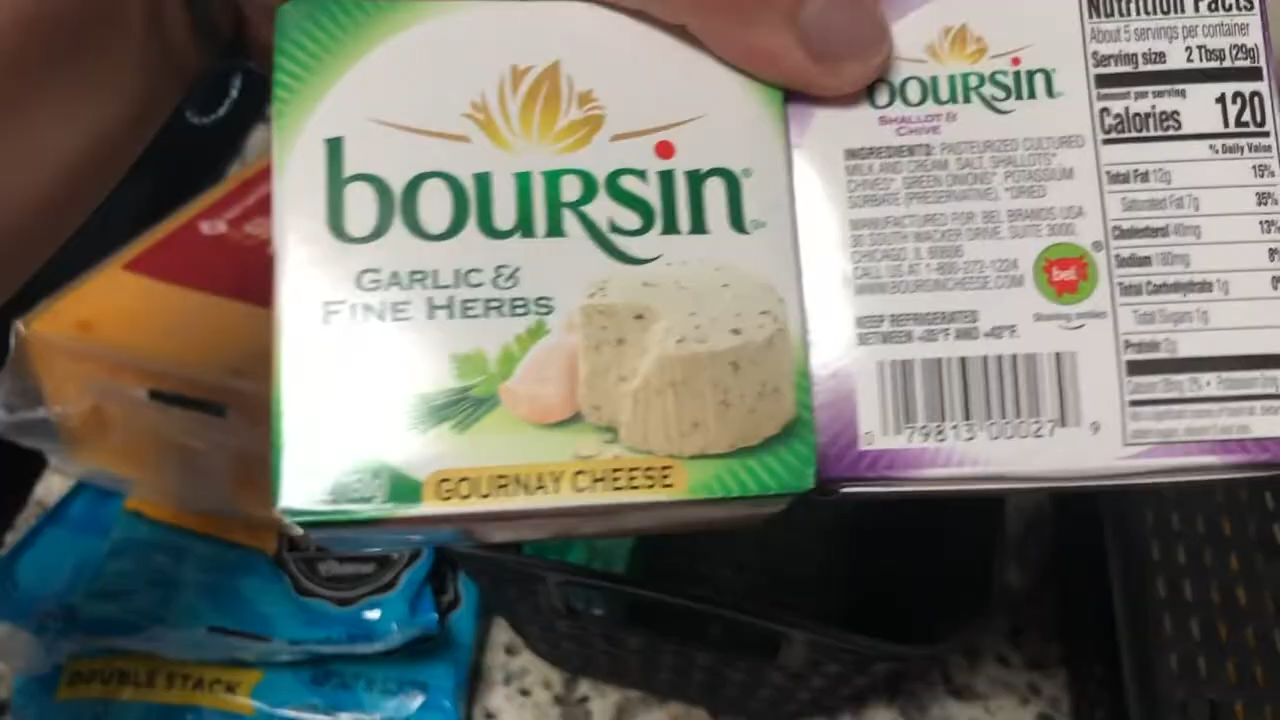 boursin
GARLIC &
FINE HERBS
GOURNAY CHEESE
boursin
SHALLOT &
CHIVE
INGREDIENTS: PASTEURIZED CULTURED
MILK AND CREAM, SALT, SHALLOTS*,
CHIVES*, GREEN ONIONS*, POTASSIUM
SORBATE (PRESERVATIVE). *DRIED
MANUFACTURED FOR: BEL BRANDS USA
30 SOUTH WACKER DRIVE, SUITE 3000,
CHICAGO, IL 60606
CALL US AT 1-800-272-1224
WWW.BOURSINCHEESE.COM
bel
KEEP REFRIGERATED
BETWEEN +35°F AND +42°F.
0 79813 00027 9
Nutrition Facts
About 5 servings per container
Serving size 2 Tbsp (29g)
Amount per serving
Calories 120
% Daily Value
Total Fat 12g 15%
Saturated Fat 7g 35%
Cholesterol 40mg 13%
Sodium 180mg 8%
Total Carbohydrate 1g
Total Sugars 1g
Protein 2g
DOUBLE STACK